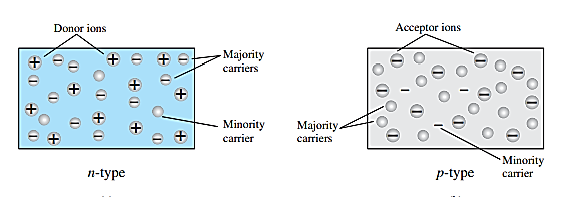 Donor ions
Majority
carriers
Minority
carrier
n-type
Acceptor ions
Majority
carriers
Minority
carrier
p-type